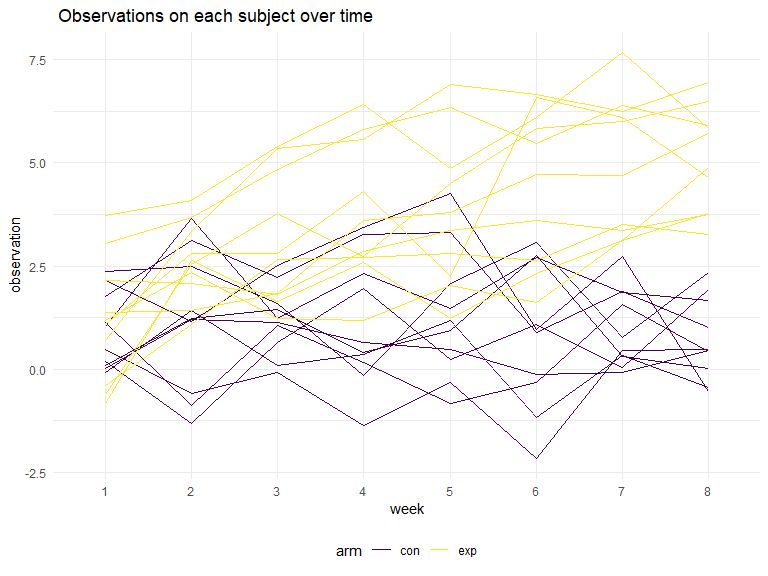 Observations on each subject over time
7.5
5.0
2.5
0.0
-2.5
observation
1 2 3 4 5 6 7 8
week
arm con exp